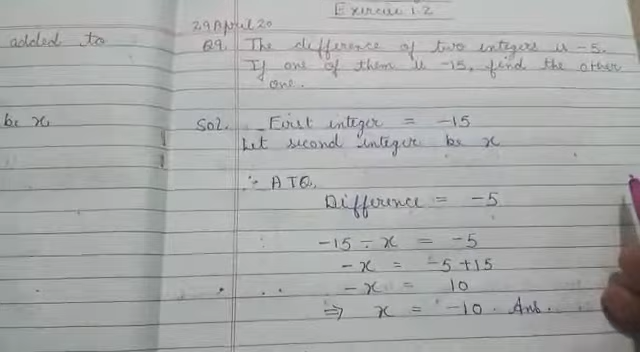 Exercise 1.2
29 April 20
added to
Q9. The difference of two integers is -5.
If one of them is -15, find the other
one.
be x.
Sol. First integer = -15
Let second integer be x
∴ ATQ,
Difference = -5
-15 - x = -5
-x = -5 + 15
-x = 10
⇒ x = -10. Ans.